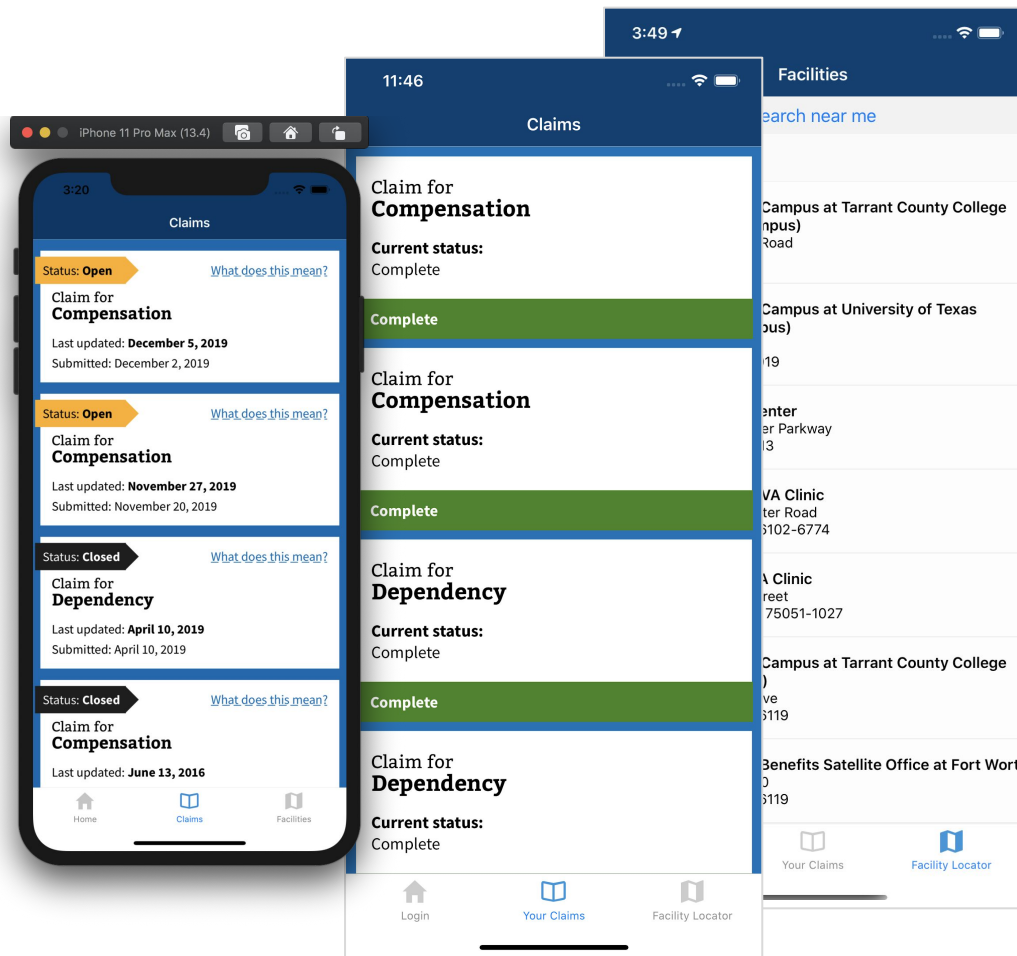 iPhone 11 Pro Max (13.4)
3:20
Claims
Status: Open
What does this mean?
Claim for
Compensation
Last updated: December 5, 2019
Submitted: December 2, 2019
Status: Open
What does this mean?
Claim for
Compensation
Last updated: November 27, 2019
Submitted: November 20, 2019
Status: Closed
What does this mean?
Claim for
Dependency
Last updated: April 10, 2019
Submitted: April 10, 2019
Status: Closed
What does this mean?
Claim for
Compensation
Last updated: June 13, 2016
Home
Claims
Facilities
11:46
Claims
Claim for
Compensation
Current status:
Complete
Complete
Claim for
Compensation
Current status:
Complete
Complete
Claim for
Dependency
Current status:
Complete
Complete
Claim for
Dependency
Current status:
Complete
Login
Your Claims
Facility Locator
3:49
Facilities
near me
Campus at Tarrant County College
Road
Campus at University of Texas
19
er Parkway
13
VA Clinic
ter Road
6102-6774
Clinic
reet
75051-1027
Campus at Tarrant County College
)
ve
6119
Benefits Satellite Office at Fort Wort
0
6119
Your Claims
Facility Locator